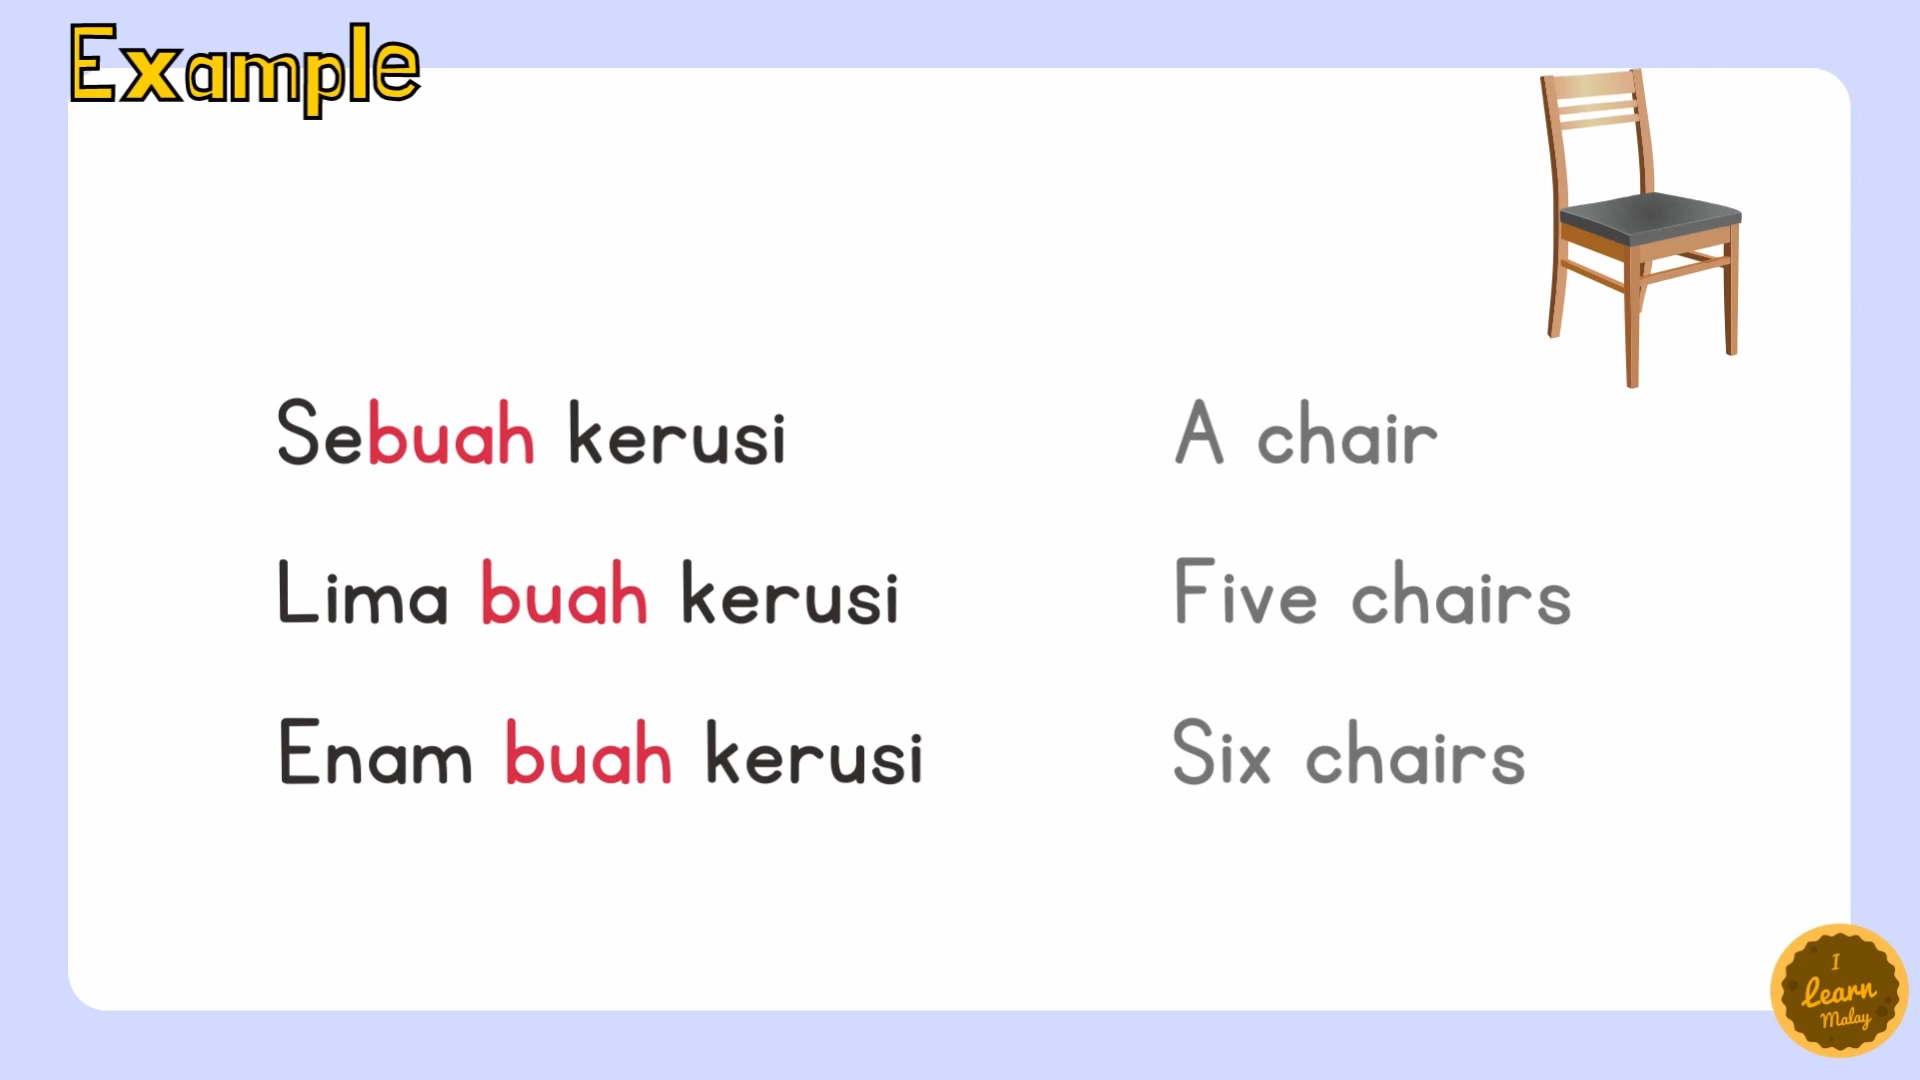 Example
Sebuah kerusi
A chair
Lima buah kerusi
Five chairs
Enam buah kerusi
Six chairs
I
Learn
Malay